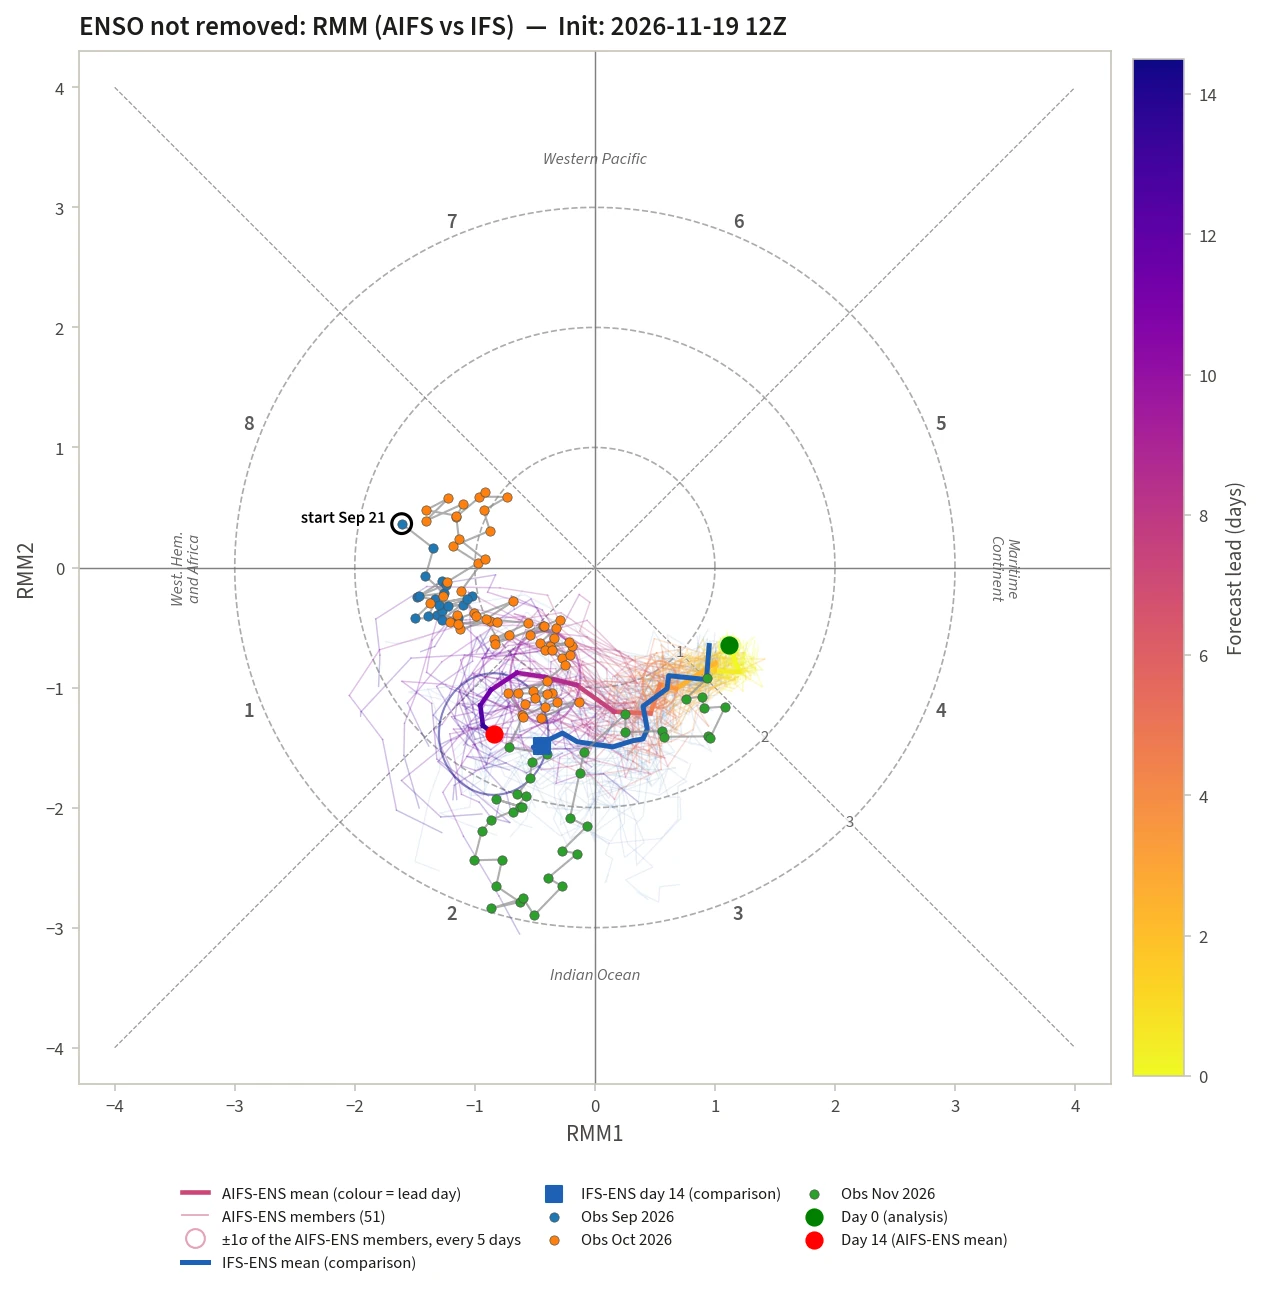 ENSO not removed: RMM (AIFS vs IFS) — Init: 2026-11-19 12Z
4
3
2
1
0
−1
−2
−3
−4
RMM2
Western Pacific
7
6
8
5
start Sep 21
West. Hem.
and Africa
Maritime
Continent
1
1
4
2
3
2
3
Indian Ocean
−4
−3
−2
−1
0
1
2
3
4
RMM1
14
12
10
8
6
4
2
0
Forecast lead (days)
AIFS-ENS mean (colour = lead day)
AIFS-ENS members (51)
±1σ of the AIFS-ENS members, every 5 days
IFS-ENS mean (comparison)
IFS-ENS day 14 (comparison)
Obs Sep 2026
Obs Oct 2026
Obs Nov 2026
Day 0 (analysis)
Day 14 (AIFS-ENS mean)